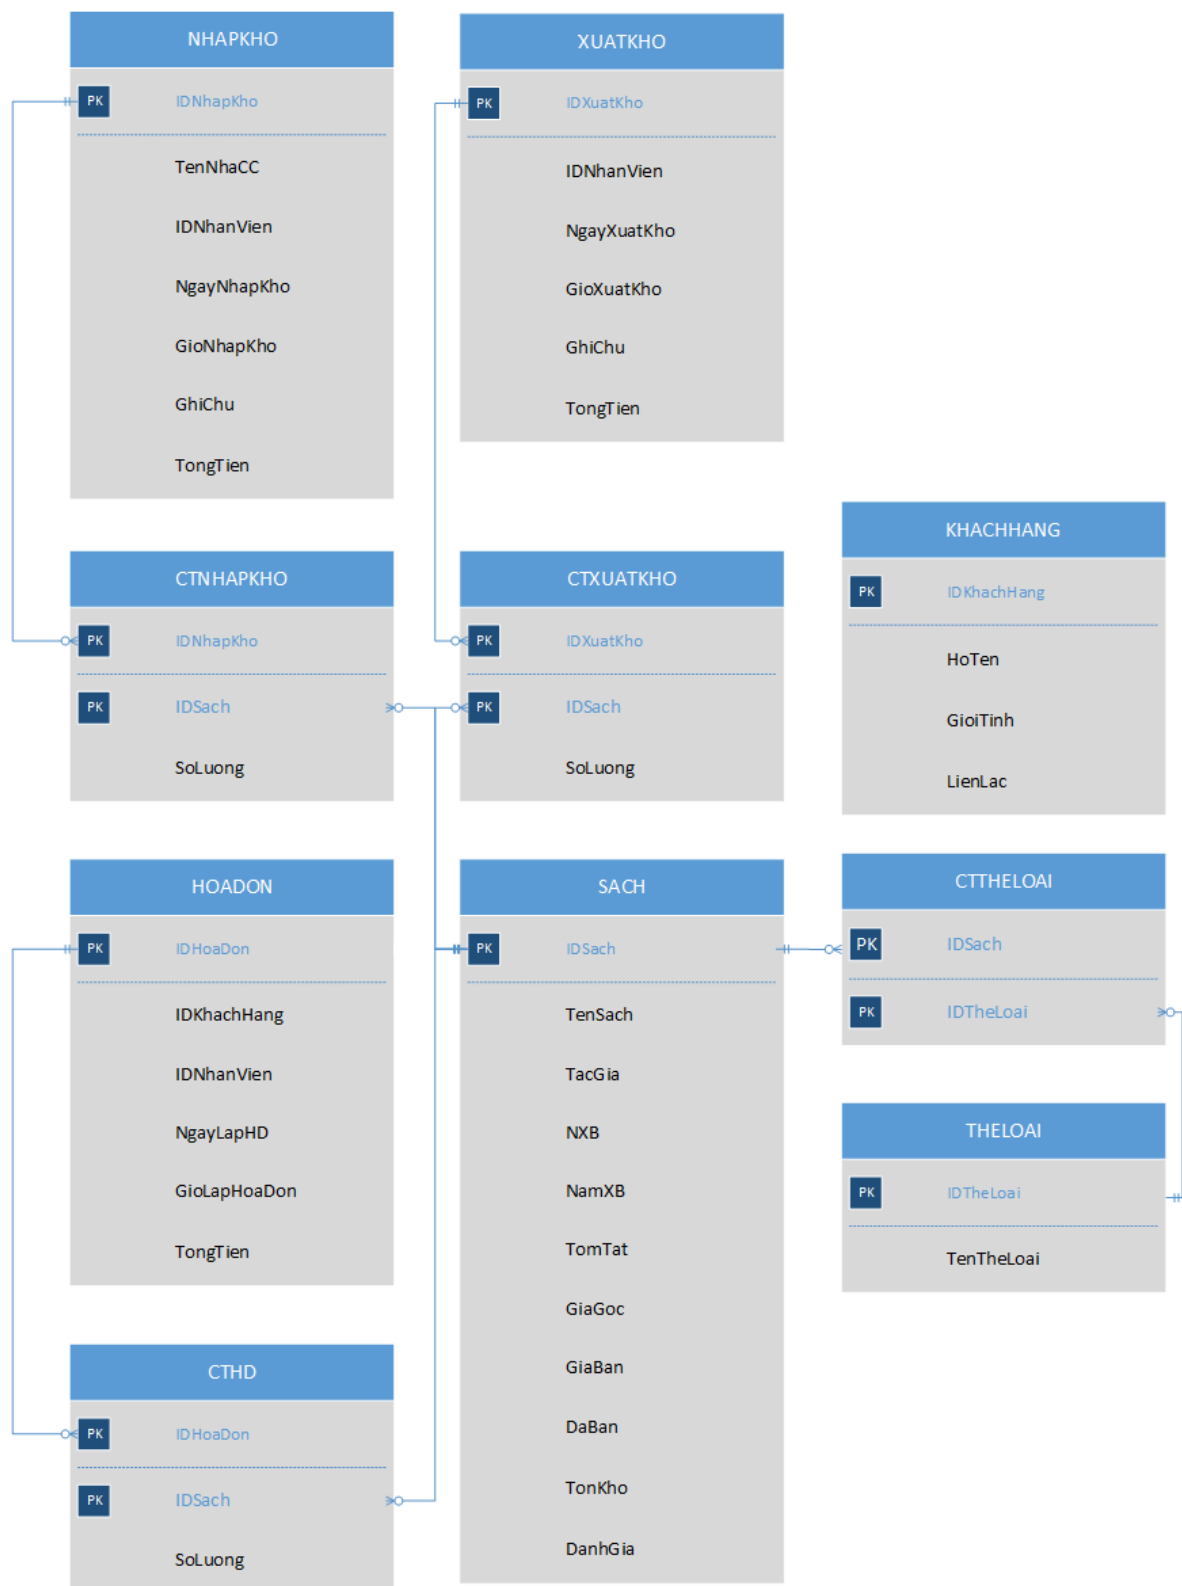 NHAPKHO
PK IDNhapKho
TenNhaCC
IDNhanVien
NgayNhapKho
GioNhapKho
GhiChu
TongTien
XUATKHO
PK IDXuatKho
IDNhanVien
NgayXuatKho
GioXuatKho
GhiChu
TongTien
CTNHAPKHO
PK IDNhapKho
PK IDSach
SoLuong
CTXUATKHO
PK IDXuatKho
PK IDSach
SoLuong
KHACHHANG
PK IDKhachHang
HoTen
GioiTinh
LienLac
HOADON
PK IDHoaDon
IDKhachHang
IDNhanVien
NgayLapHD
GioLapHoaDon
TongTien
SACH
PK IDSach
TenSach
TacGia
NXB
NamXB
TomTat
GiaGoc
GiaBan
DaBan
TonKho
DanhGia
CTTHELOAI
PK IDSach
PK IDTheLoai
THELOAI
PK IDTheLoai
TenTheLoai
CTHD
PK IDHoaDon
PK IDSach
SoLuong